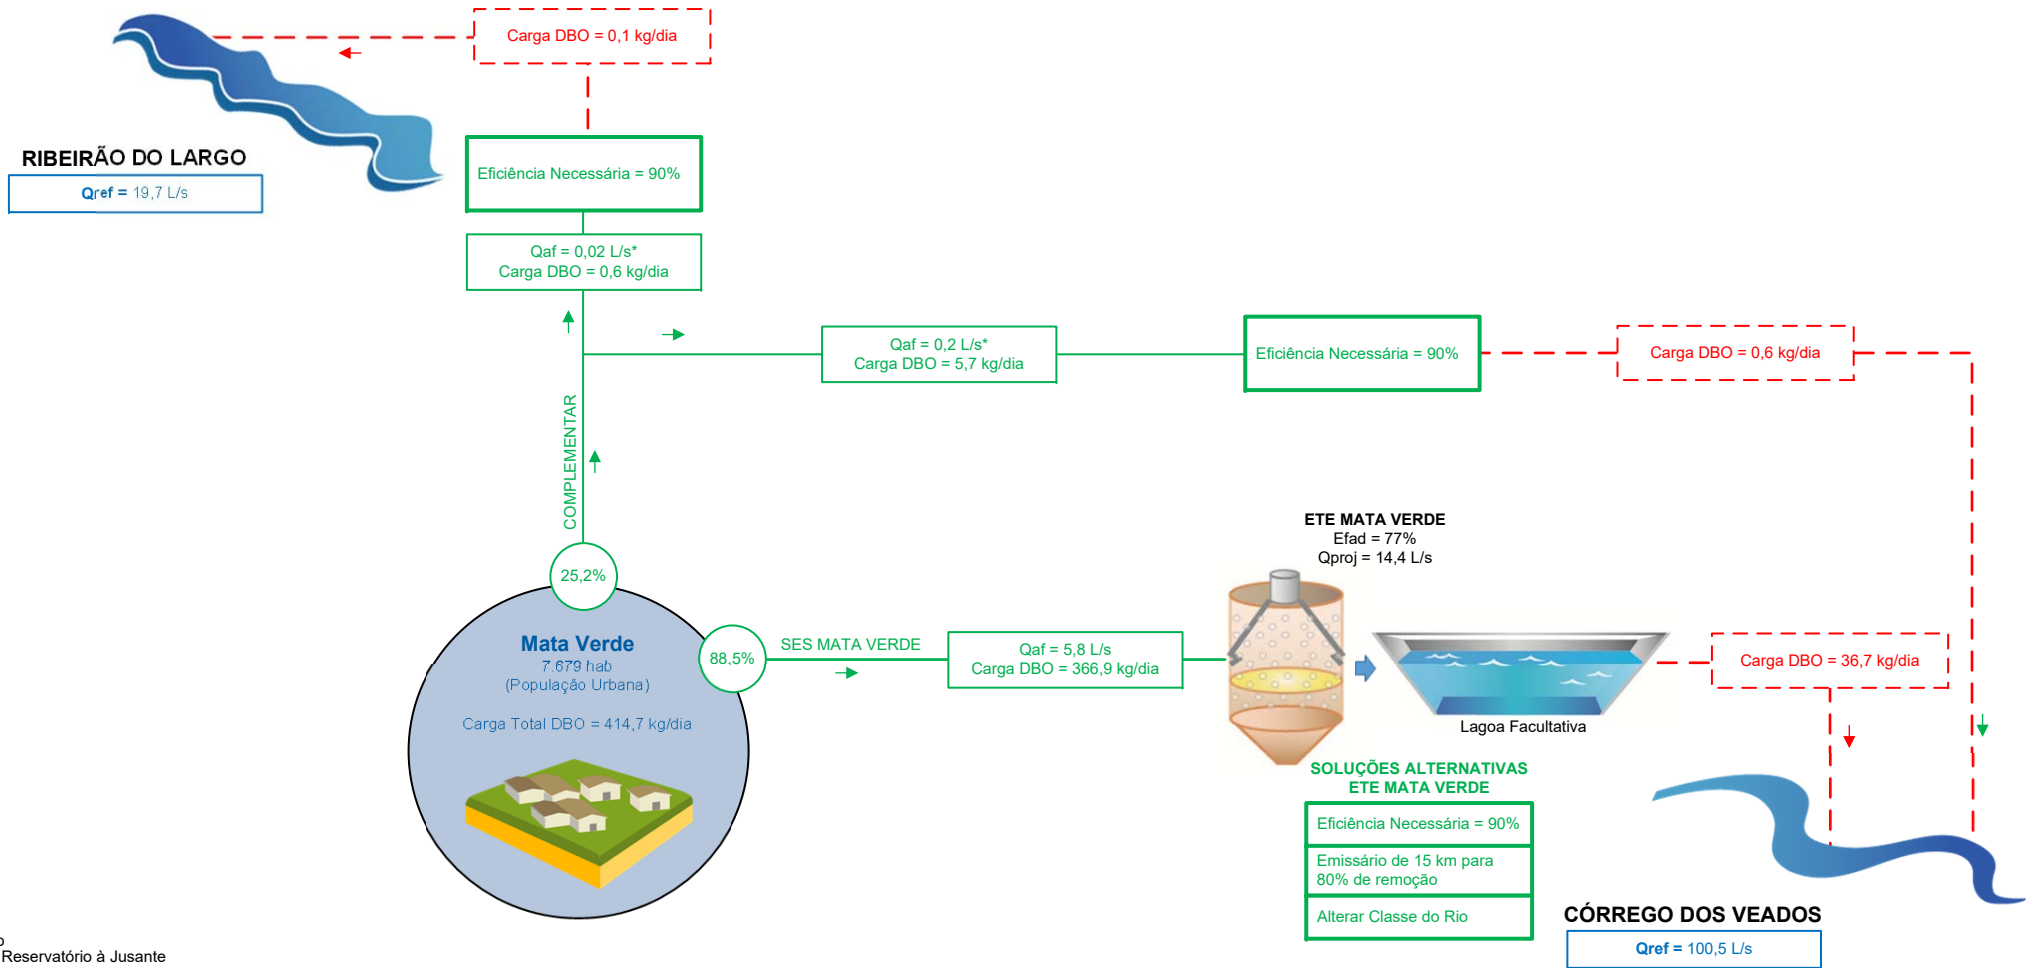 Carga DBO = 0,1 kg/dia
RIBEIRÃO DO LARGO
Qref = 19,7 L/s
Eficiência Necessária = 90%
Qaf = 0,02 L/s*
Carga DBO = 0,6 kg/dia
Qaf = 0,2 L/s*
Carga DBO = 5,7 kg/dia
Eficiência Necessária = 90%
Carga DBO = 0,6 kg/dia
COMPLEMENTAR
25,2%
ETE MATA VERDE
Efad = 77%
Qproj = 14,4 L/s
Mata Verde
7.679 hab
(População Urbana)
Carga Total DBO = 414,7 kg/dia
88,5%
SES MATA VERDE
Qaf = 5,8 L/s
Carga DBO = 366,9 kg/dia
Carga DBO = 36,7 kg/dia
Lagoa Facultativa
SOLUÇÕES ALTERNATIVAS
ETE MATA VERDE
Eficiência Necessária = 90%
Emissário de 15 km para
80% de remoção
Alterar Classe do Rio
CÓRREGO DOS VEADOS
Qref = 100,5 L/s
Reservatório à Jusante